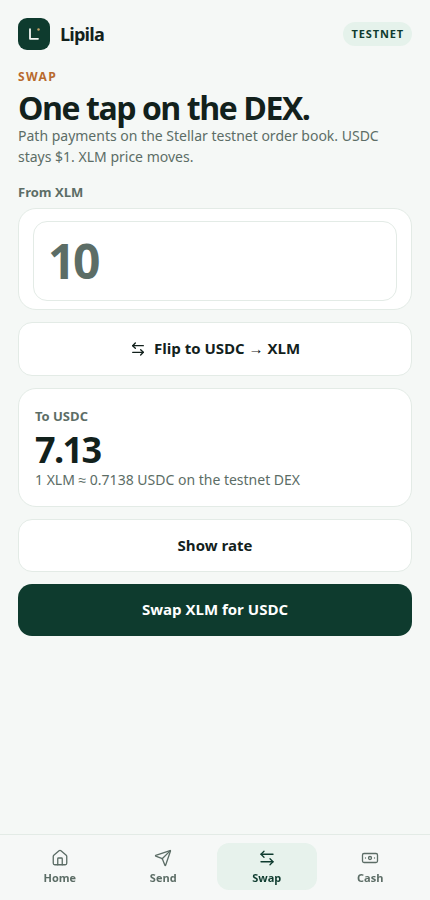 Lipila
TESTNET
SWAP
One tap on the DEX.
Path payments on the Stellar testnet order book. USDC
stays $1. XLM price moves.
From XLM
10
Flip to USDC → XLM
To USDC
7.13
1 XLM ≈ 0.7138 USDC on the testnet DEX
Show rate
Swap XLM for USDC
Home
Send
Swap
Cash